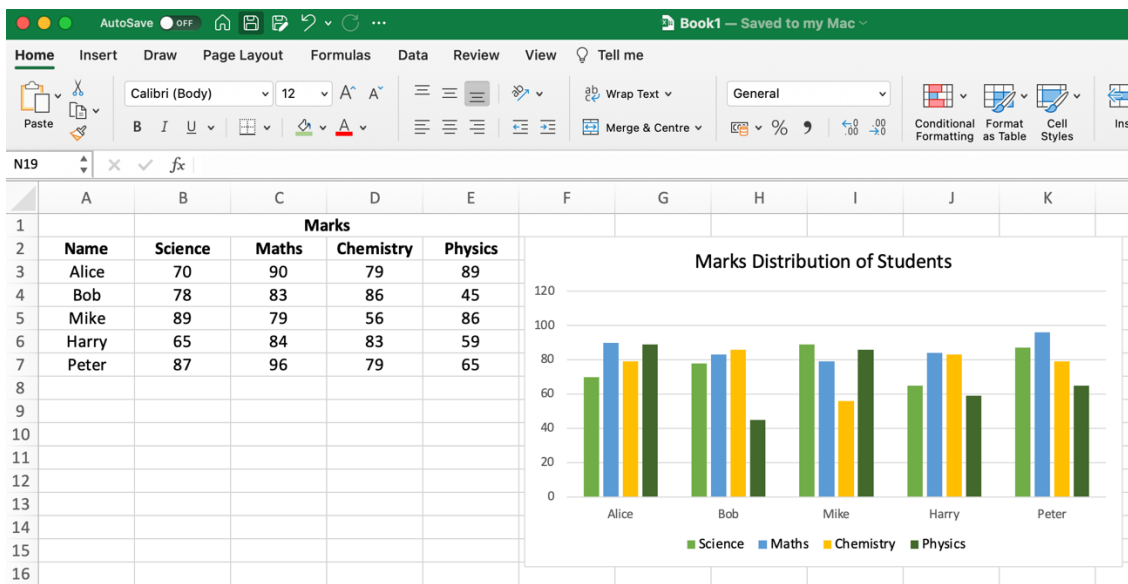 AutoSave OFF Book1 — Saved to my Mac
Home Insert Draw Page Layout Formulas Data Review View Tell me
Paste Calibri (Body) 12 A A ab c Wrap Text General Conditional Formatting Format as Table Cell Styles Ins
B I U A Merge & Centre % 9 .00 .00
N19 fx
A B C D E F G H I J K
1 Marks
2 Name Science Maths Chemistry Physics
3 Alice 70 90 79 89
4 Bob 78 83 86 45
5 Mike 89 79 56 86
6 Harry 65 84 83 59
7 Peter 87 96 79 65
8
9
10
11
12
13
14
15
16
Marks Distribution of Students
120
100
80
60
40
20
0
Alice Bob Mike Harry Peter
Science Maths Chemistry Physics